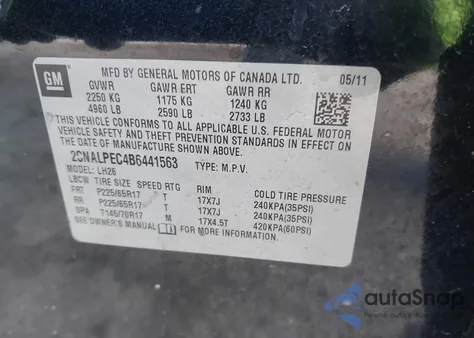 GM
MFD BY GENERAL MOTORS OF CANADA LTD. 05/11
GVWR GAWR FRT GAWR RR
2250 KG 1175 KG 1240 KG
4960 LB 2590 LB 2733 LB
THIS VEHICLE CONFORMS TO ALL APPLICABLE U.S. FEDERAL MOTOR
VEHICLE SAFETY AND THEFT PREVENTION STANDARDS IN EFFECT ON
THE DATE OF MANUFACTURE SHOWN ABOVE.
2CNALPEC4B6441563 TYPE: M.P.V.
MODEL: LH26
LBCW TIRE SIZE SPEED RTG RIM COLD TIRE PRESSURE
FRT P225/65R17 T 17X7J 240KPA(35PSI)
RR P225/65R17 T 17X7J 240KPA(35PSI)
SPA T145/70R17 M 17X4.5T 420KPA(60PSI)
SEE OWNER'S MANUAL FOR MORE INFORMATION.
autoSnap